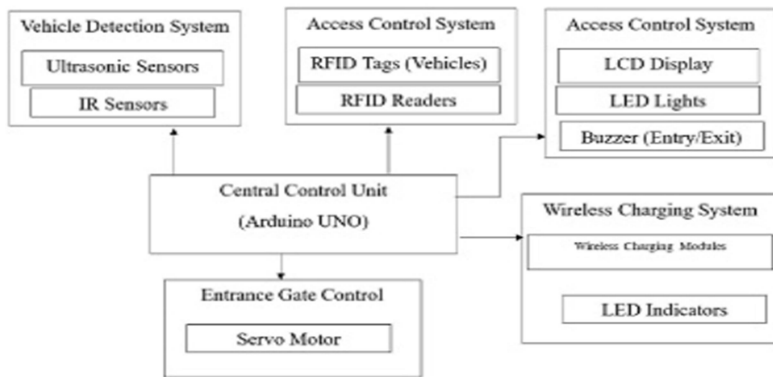 Vehicle Detection System
Ultrasonic Sensors
IR Sensors
Access Control System
RFID Tags (Vehicles)
RFID Readers
Access Control System
LCD Display
LED Lights
Buzzer (Entry/Exit)
Central Control Unit
(Arduino UNO)
Wireless Charging System
Wireless Charging Modules
LED Indicators
Entrance Gate Control
Servo Motor